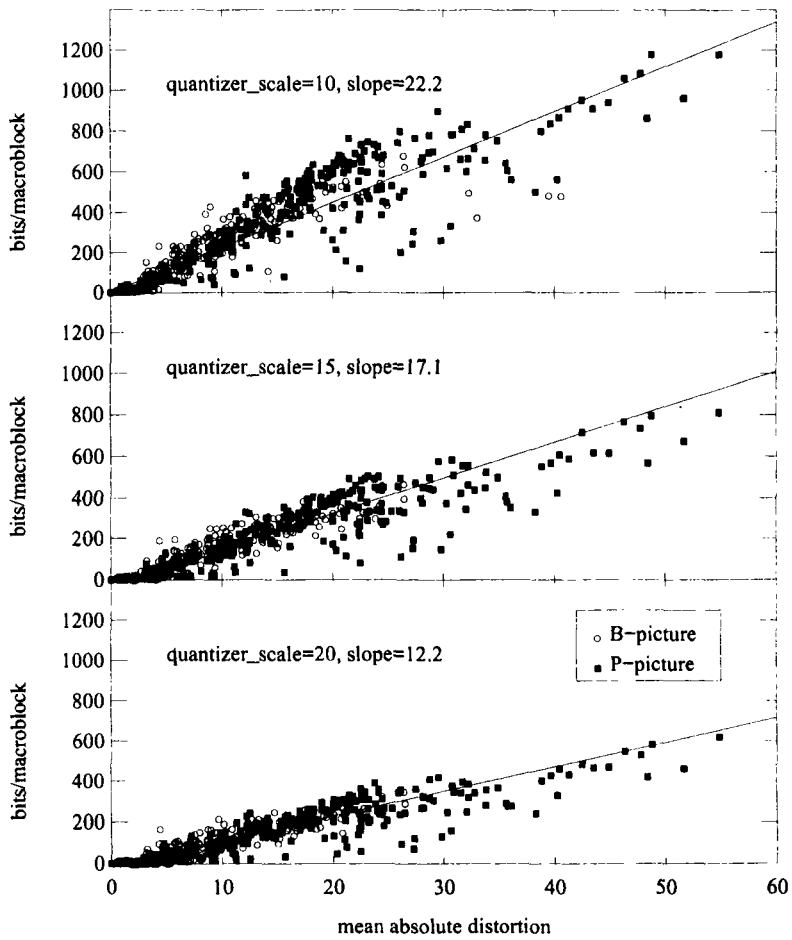 1200
1000
800
600
400
200
0
bits/macroblock
quantizer_scale=10, slope=22.2
1200
1000
800
600
400
200
0
bits/macroblock
quantizer_scale=15, slope=17.1
1200
1000
800
600
400
200
0
bits/macroblock
quantizer_scale=20, slope=12.2
B-picture
P-picture
0 10 20 30 40 50 60
mean absolute distortion